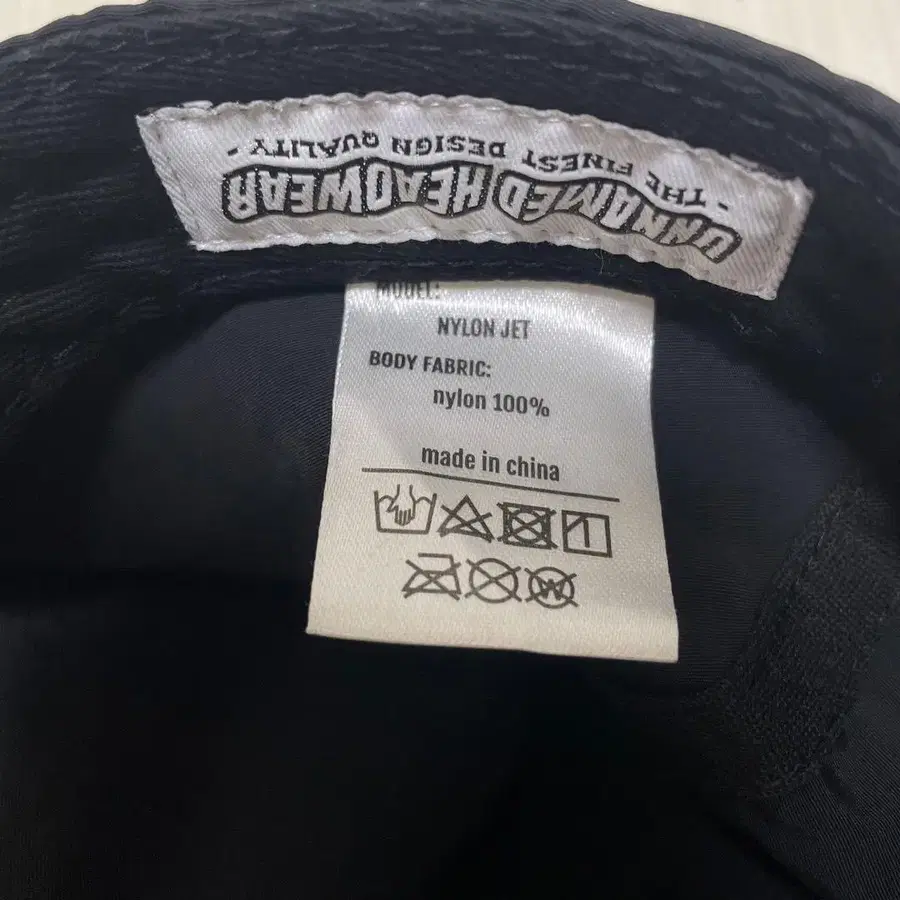 UNNAMED HEADWEAR
- THE FINEST DESIGN QUALITY -
MODEL:
NYLON JET
BODY FABRIC:
nylon 100%
made in china
W